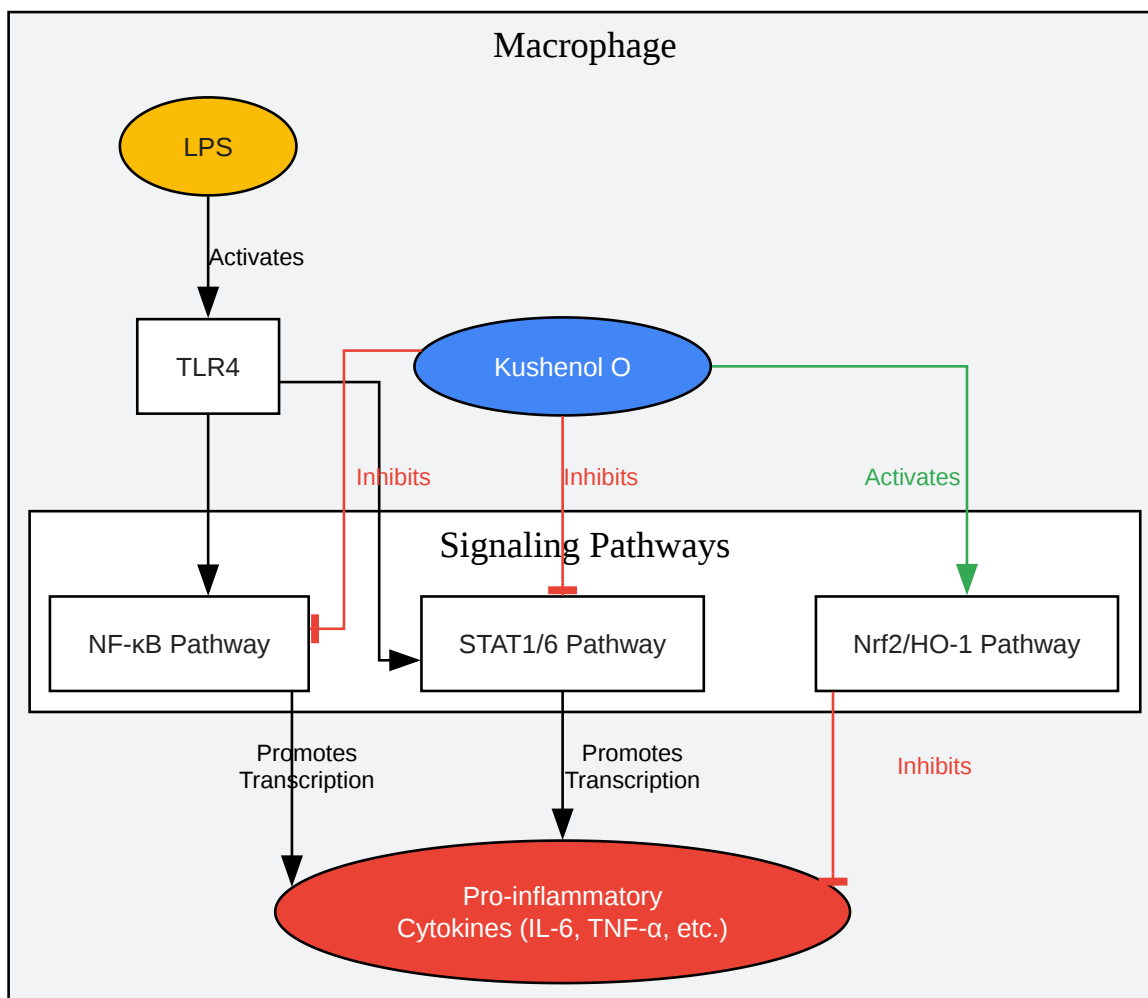 Macrophage
LPS
Activates
TLR4
Kushenol O
Inhibits
Inhibits
Activates
Signaling Pathways
NF-κB Pathway
STAT1/6 Pathway
Nrf2/HO-1 Pathway
Promotes
Transcription
Promotes
Transcription
Inhibits
Pro-inflammatory
Cytokines (IL-6, TNF-α, etc.)